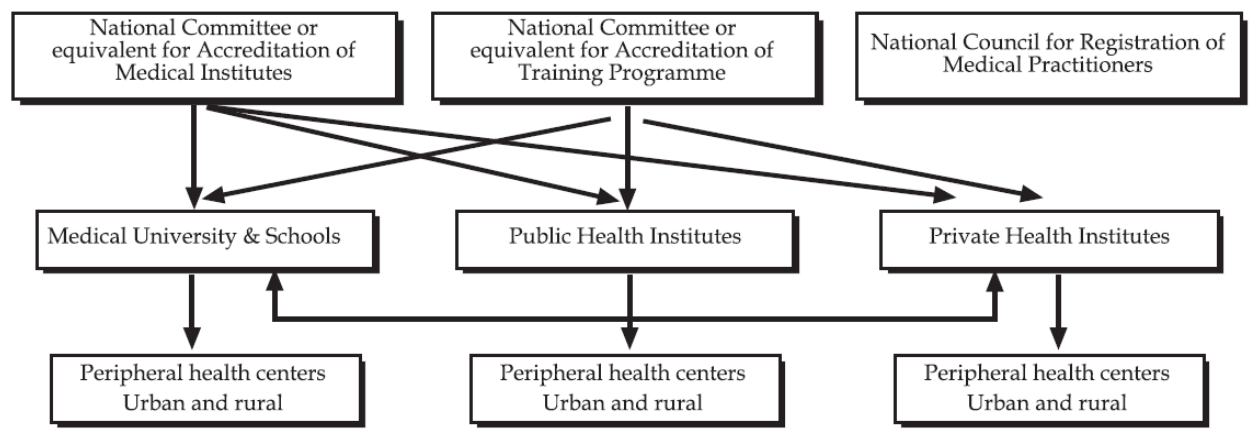 National Committee or
equivalent for Accreditation of
Medical Institutes
National Committee or
equivalent for Accreditation of
Training Programme
National Council for Registration of
Medical Practitioners
Medical University & Schools
Public Health Institutes
Private Health Institutes
Peripheral health centers
Urban and rural
Peripheral health centers
Urban and rural
Peripheral health centers
Urban and rural